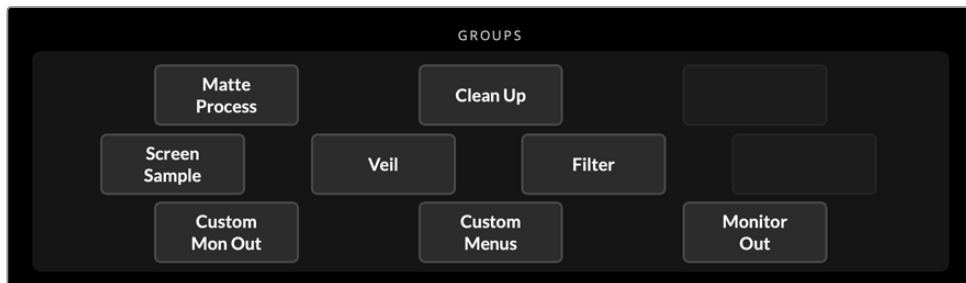 GROUPS
Matte
Process
Clean Up
Screen
Sample
Veil
Filter
Custom
Mon Out
Custom
Menus
Monitor
Out